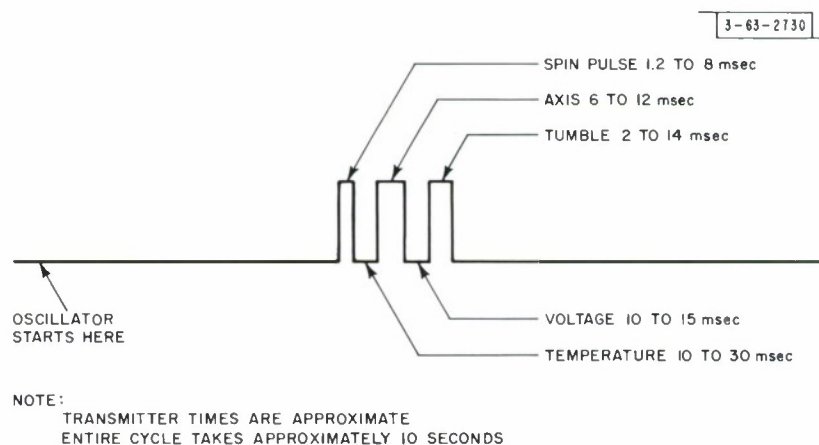 3-63-2730
SPIN PULSE 1.2 TO 8 msec
AXIS 6 TO 12 msec
TUMBLE 2 TO 14 msec
OSCILLATOR
STARTS HERE
VOLTAGE 10 TO 15 msec
TEMPERATURE 10 TO 30 msec
NOTE:
TRANSMITTER TIMES ARE APPROXIMATE
ENTIRE CYCLE TAKES APPROXIMATELY 10 SECONDS